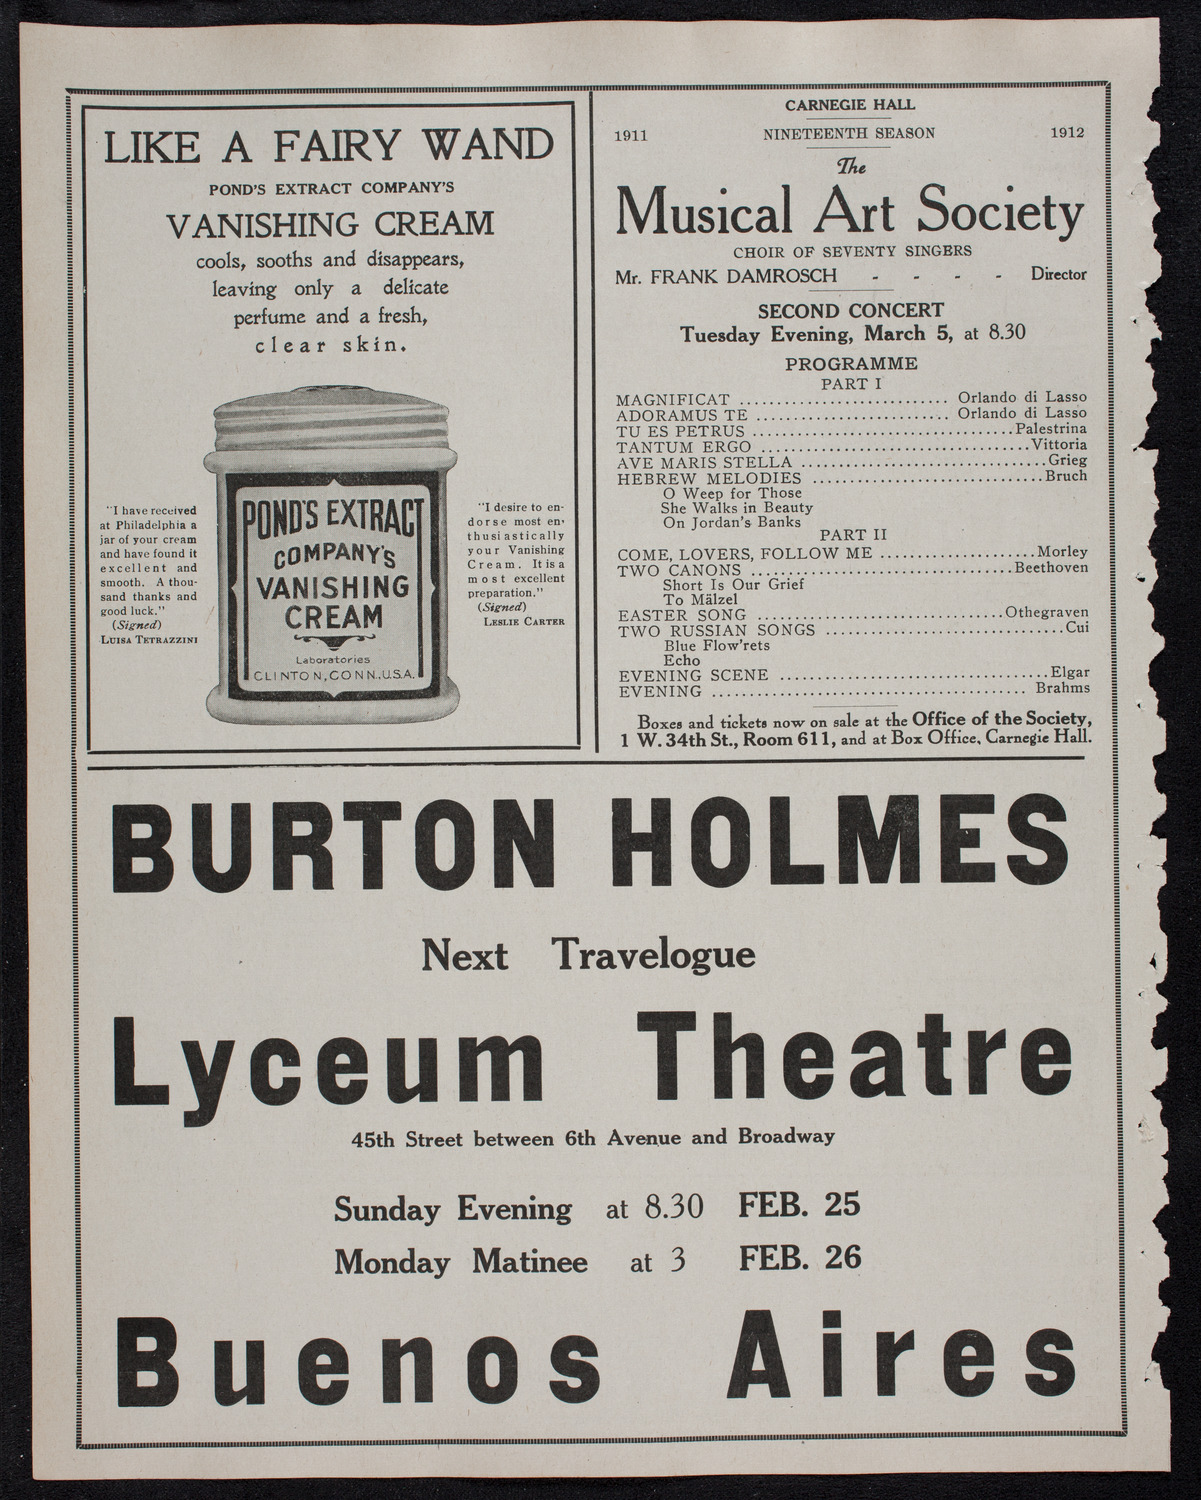 LIKE A FAIRY WAND
POND'S EXTRACT COMPANY'S
VANISHING CREAM
cools, sooths and disappears,
leaving only a delicate
perfume and a fresh,
clear skin.
"I have received
at Philadelphia a
jar of your cream
and have found it
excellent and
smooth. A thou-
sand thanks and
good luck."
(Signed)
LUISA TETRAZZINI
POND'S EXTRACT
COMPANY'S
VANISHING
CREAM
Laboratories
CLINTON, CONN., U.S.A.
"I desire to en-
dorse most en-
thusiastically
your Vanishing
Cream. It is a
most excellent
preparation."
(Signed)
LESLIE CARTER
CARNEGIE HALL
1911 NINETEENTH SEASON 1912
The
Musical Art Society
CHOIR OF SEVENTY SINGERS
Mr. FRANK DAMROSCH - - - - Director
SECOND CONCERT
Tuesday Evening, March 5, at 8.30
PROGRAMME
PART I
MAGNIFICAT ............ Orlando di Lasso
ADORAMUS TE ............ Orlando di Lasso
TU ES PETRUS ............ Palestrina
TANTUM ERGO ............ Vittoria
AVE MARIS STELLA ............ Grieg
HEBREW MELODIES ............ Bruch
O Weep for Those
She Walks in Beauty
On Jordan's Banks
PART II
COME, LOVERS, FOLLOW ME ............ Morley
TWO CANONS ............ Beethoven
Short Is Our Grief
To Mälzel
EASTER SONG ............ Othegraven
TWO RUSSIAN SONGS ............ Cui
Blue Flow'rets
Echo
EVENING SCENE ............ Elgar
EVENING ............ Brahms
Boxes and tickets now on sale at the Office of the Society,
1 W. 34th St., Room 611, and at Box Office, Carnegie Hall.
BURTON HOLMES
Next Travelogue
Lyceum Theatre
45th Street between 6th Avenue and Broadway
Sunday Evening at 8.30 FEB. 25
Monday Matinee at 3 FEB. 26
Buenos Aires